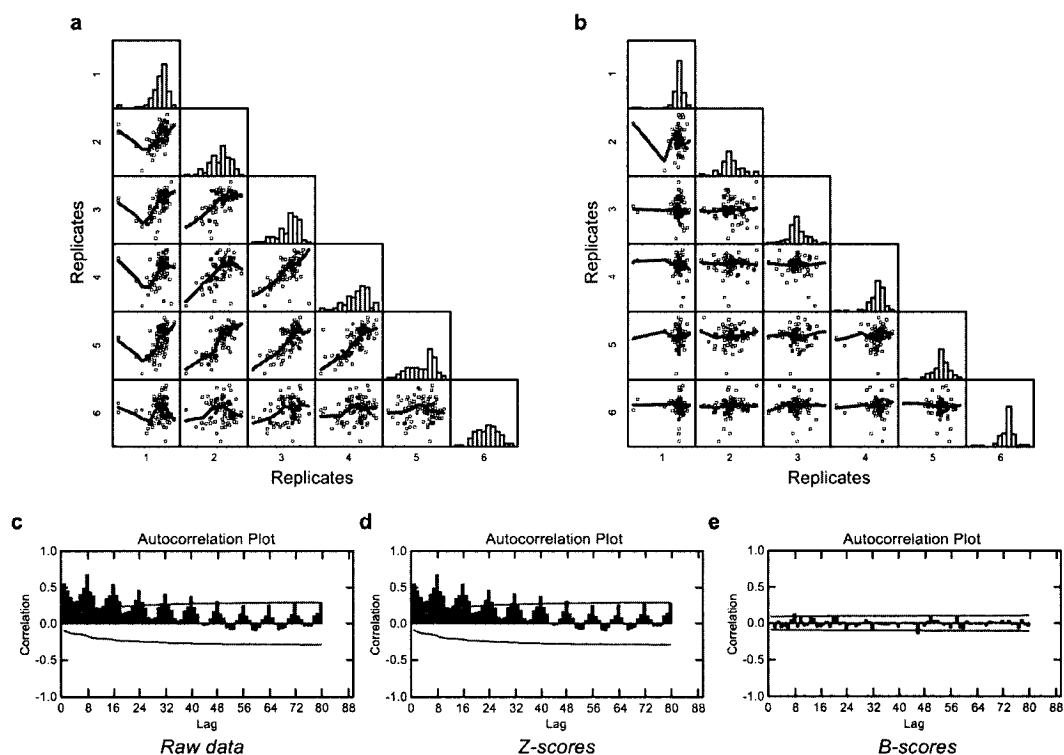 a
1
2
3
4
5
6
Replicates
1 2 3 4 5 6
Replicates
b
1
2
3
4
5
6
Replicates
1 2 3 4 5 6
Replicates
c
Autocorrelation Plot
1.0
0.5
0.0
-0.5
-1.0
Correlation
0 8 16 24 32 40 48 56 64 72 80 88
Lag
Raw data
d
Autocorrelation Plot
1.0
0.5
0.0
-0.5
-1.0
Correlation
0 8 16 24 32 40 48 56 64 72 80 88
Lag
Z-scores
e
Autocorrelation Plot
1.0
0.5
0.0
-0.5
-1.0
Correlation
0 8 16 24 32 40 48 56 64 72 80 88
Lag
B-scores